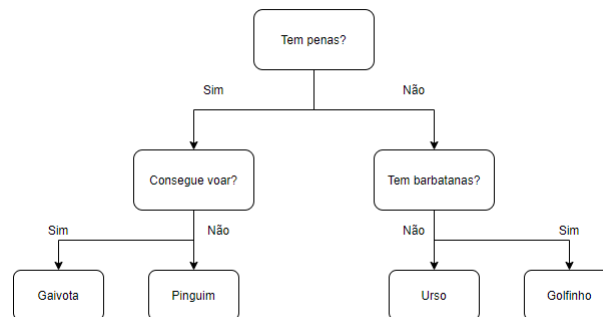 Tem penas?
Sim
Não
Consegue voar?
Tem barbatanas?
Sim
Não
Não
Sim
Gaivota
Pinguim
Urso
Golfinho